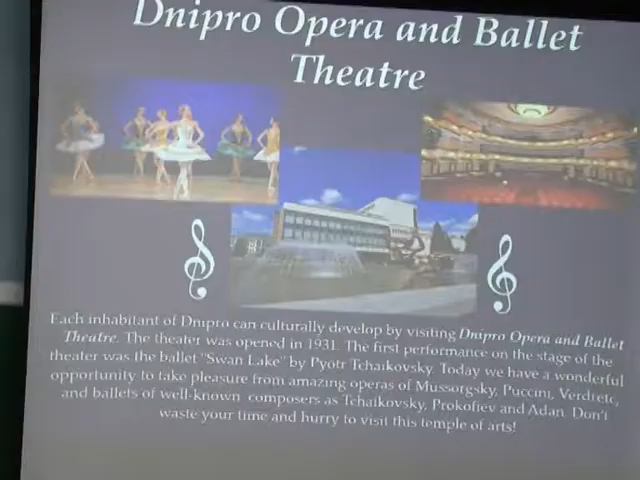 Dnipro Opera and Ballet
Theatre
Each inhabitant of Dnipro can culturally develop by visiting Dnipro Opera and Ballet
Theatre. The theater was opened in 1931. The first performance on the stage of the
theater was the ballet "Swan Lake" by Pyotr Tchaikovsky. Today we have a wonderful
opportunity to take pleasure from amazing operas of Mussorgsky, Puccini, Verdi etc,
and ballets of well-known composers as Tchaikovsky, Prokofiev and Adan. Don't
waste your time and hurry to visit this temple of arts!